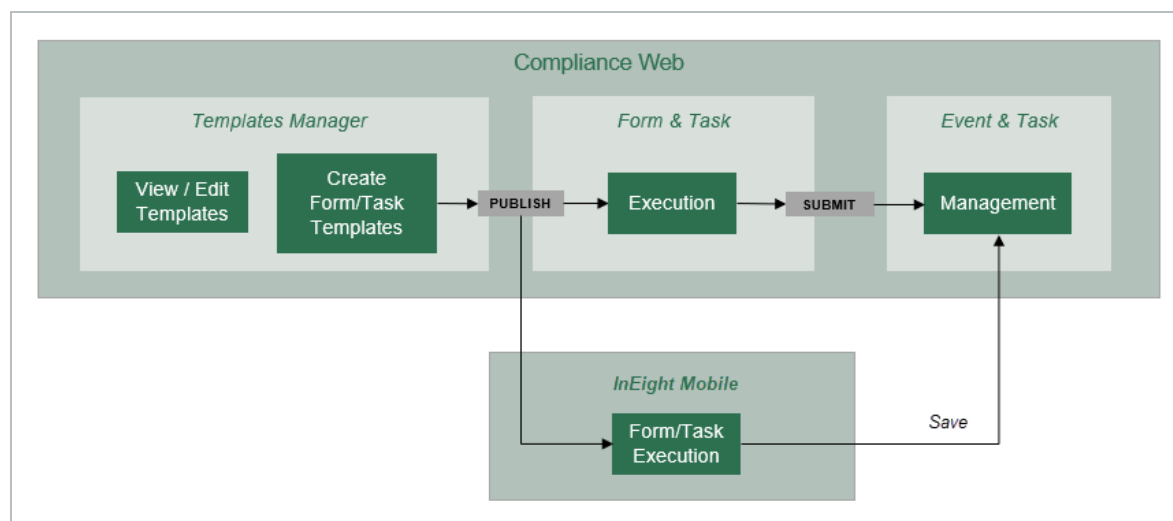 Compliance Web
Templates Manager
View / Edit
Templates
Create
Form/Task
Templates
PUBLISH
Form & Task
Execution
SUBMIT
Event & Task
Management
InEight Mobile
Form/Task
Execution
Save